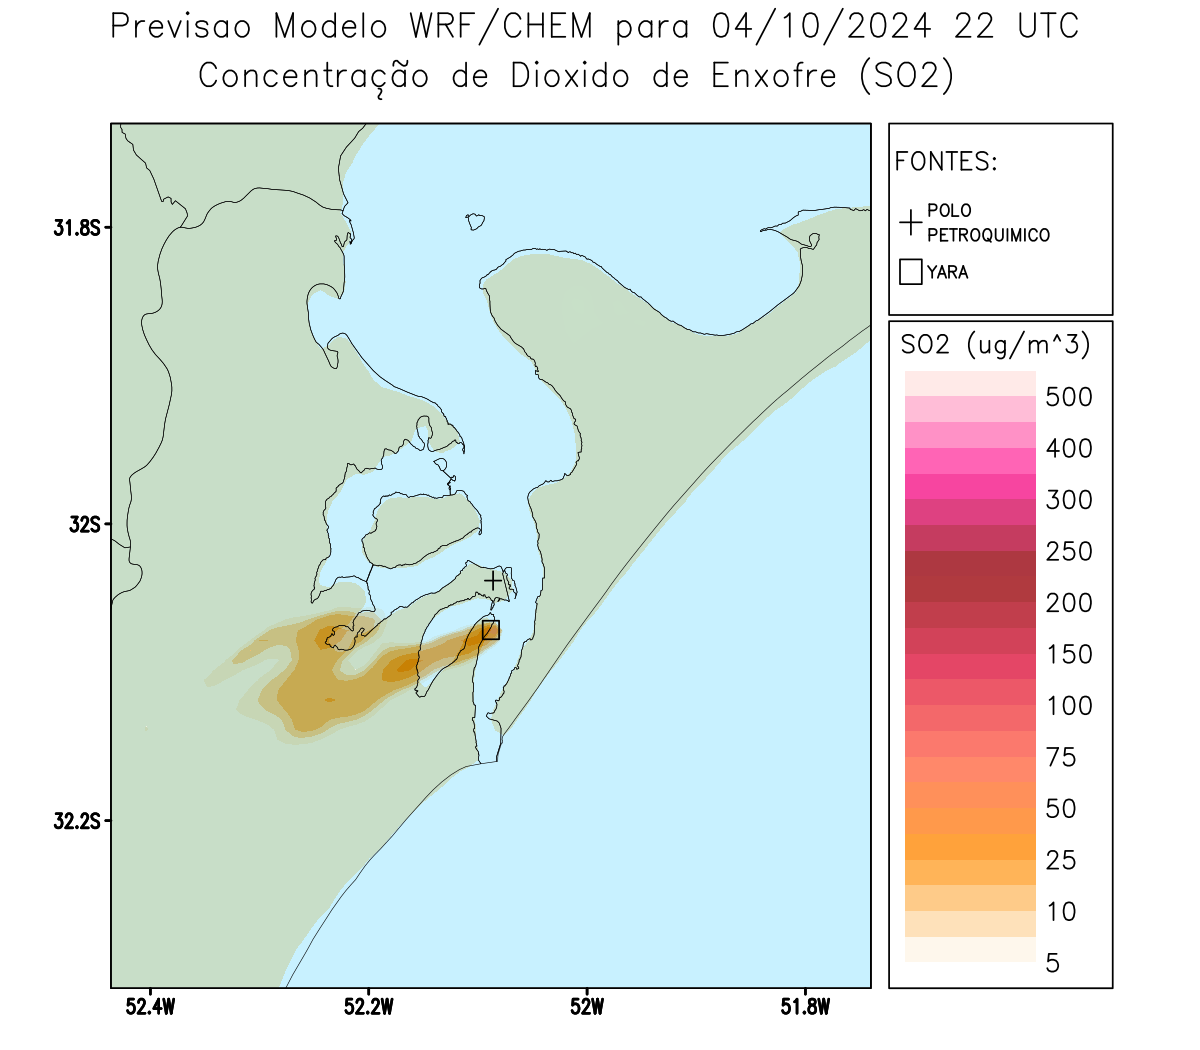 Previsao Modelo WRF/CHEM para 04/10/2024 22 UTC
Concentração de Dioxido de Enxofre (SO2)
FONTES:
POLO
PETROQUIMICO
YARA
SO2 (ug/m^3)
500
400
300
250
200
150
100
75
50
25
10
5
31.8S
32S
32.2S
52.4W
52.2W
52W
51.8W